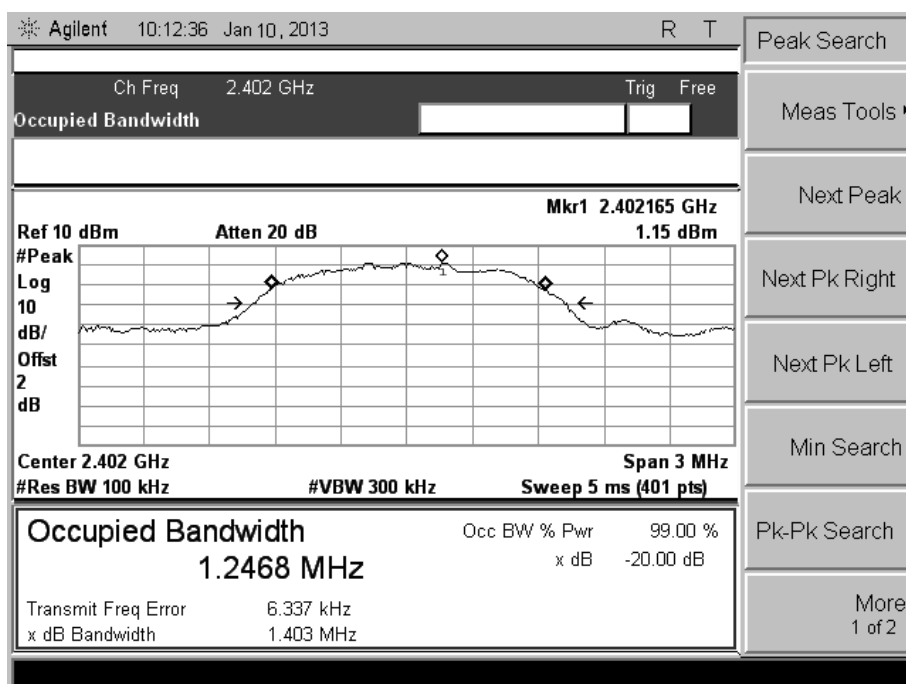 Agilent 10:12:36 Jan 10, 2013 R T
Peak Search
Ch Freq 2.402 GHz Trig Free
Occupied Bandwidth
Meas Tools
Next Peak
Mkr1 2.402165 GHz
Ref 10 dBm Atten 20 dB 1.15 dBm
#Peak
Log
10
dB/
Offst
2
dB
1
Next Pk Right
Next Pk Left
Center 2.402 GHz Span 3 MHz
#Res BW 100 kHz #VBW 300 kHz Sweep 5 ms (401 pts)
Min Search
Occupied Bandwidth Occ BW % Pwr 99.00 %
1.2468 MHz x dB -20.00 dB
Pk-Pk Search
Transmit Freq Error 6.337 kHz
x dB Bandwidth 1.403 MHz
More
1 of 2